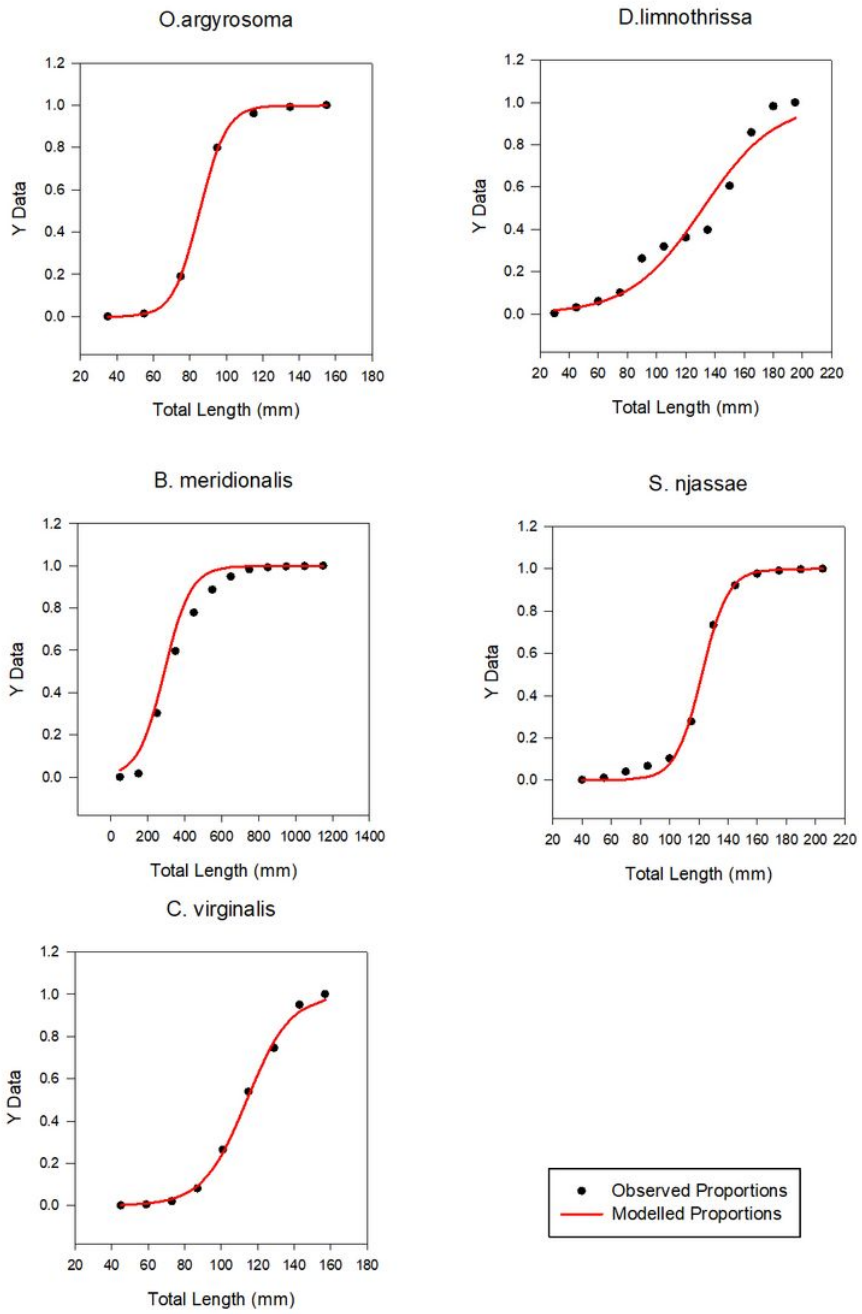 O.argyrosoma
D.limnothrissa
1.2
1.0
0.8
0.6
0.4
0.2
0.0
Y Data
20 40 60 80 100 120 140 160 180
Total Length (mm)
1.2
1.0
0.8
0.6
0.4
0.2
0.0
Y Data
20 40 60 80 100 120 140 160 180 200 220
Total Length (mm)
B. meridionalis
S. njassae
1.2
1.0
0.8
0.6
0.4
0.2
0.0
Y Data
0 200 400 600 800 1000 1200 1400
Total Length (mm)
1.2
1.0
0.8
0.6
0.4
0.2
0.0
Y Data
20 40 60 80 100 120 140 160 180 200 220
Total Length (mm)
C. virginalis
1.2
1.0
0.8
0.6
0.4
0.2
0.0
Y Data
20 40 60 80 100 120 140 160 180
Total Length (mm)
Observed Proportions
Modelled Proportions